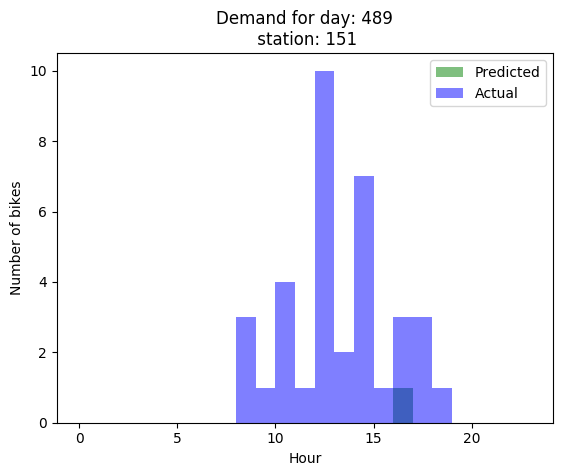 Demand for day: 489
station: 151
Predicted
Actual
10
8
6
4
2
0
Number of bikes
0 5 10 15 20
Hour